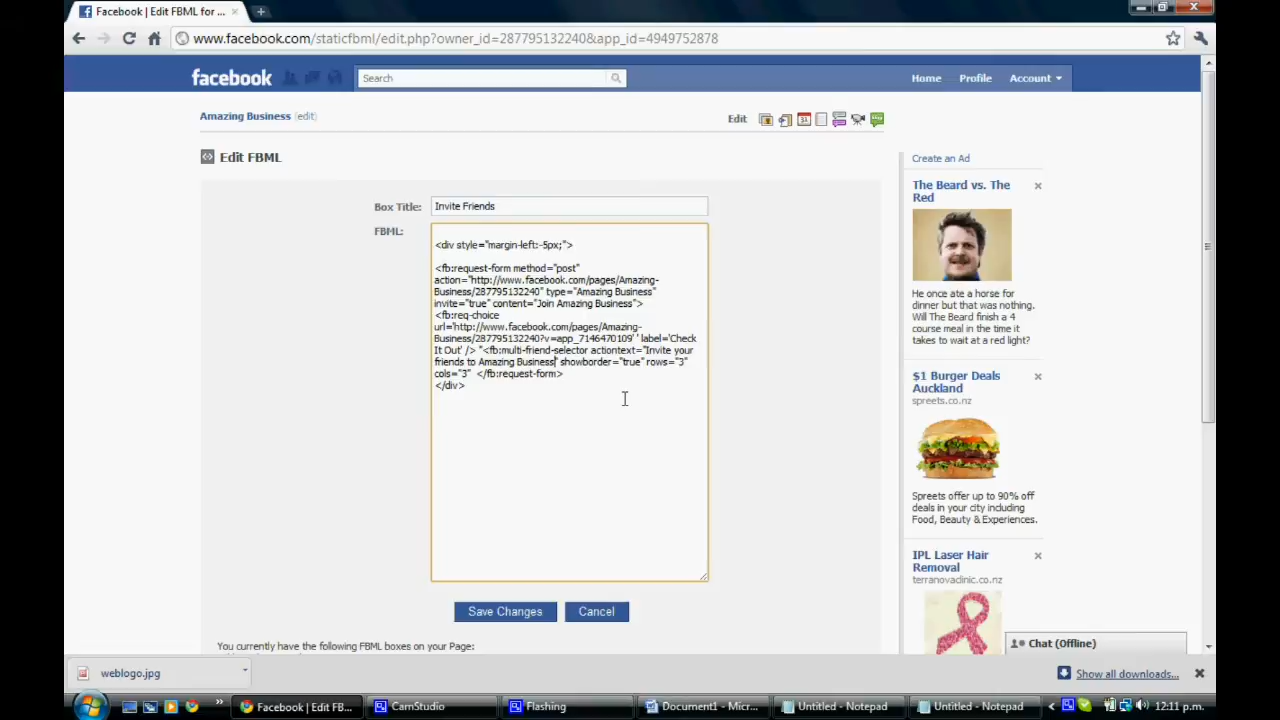 Facebook | Edit FBML for ...
www.facebook.com/staticfbml/edit.php?owner_id=287795132240&app_id=4949752878
facebook
Search
Home
Profile
Account
Amazing Business (edit)
Edit
31
Edit FBML
Box Title:
Invite Friends
FBML:
<div style="margin-left:-5px;">
<fb:request-form method="post"
action="http://www.facebook.com/pages/Amazing-
Business/287795132240" type="Amazing Business"
invite="true" content="Join Amazing Business">
<fb:req-choice
url='http://www.facebook.com/pages/Amazing-
Business/287795132240?v=app_7146470109' ' label='Check
It Out' /> "<fb:multi-friend-selector actiontext="Invite your
friends to Amazing Business" showborder="true" rows="3"
cols="3"  </fb:request-form>
</div>
Save Changes
Cancel
You currently have the following FBML boxes on your Page:
Create an Ad
The Beard vs. The
Red
He once ate a horse for
dinner but that was nothing.
Will The Beard finish a 4
course meal in the time it
takes to wait at a red light?
$1 Burger Deals
Auckland
spreets.co.nz
Spreets offer up to 90% off
deals in your city including
Food, Beauty & Experiences.
IPL Laser Hair
Removal
terranovaclinic.co.nz
Chat (Offline)
weblogo.jpg
Show all downloads...
Facebook | Edit FB...
CamStudio
Flashing
Document1 - Micr...
Untitled - Notepad
Untitled - Notepad
12:11 p.m.